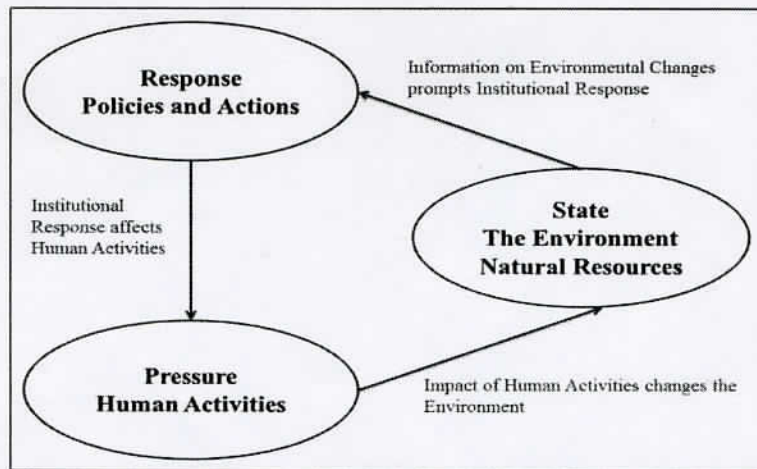 Response
Policies and Actions
Information on Environmental Changes
prompts Institutional Response
Institutional
Response affects
Human Activities
State
The Environment
Natural Resources
Pressure
Human Activities
Impact of Human Activities changes the
Environment